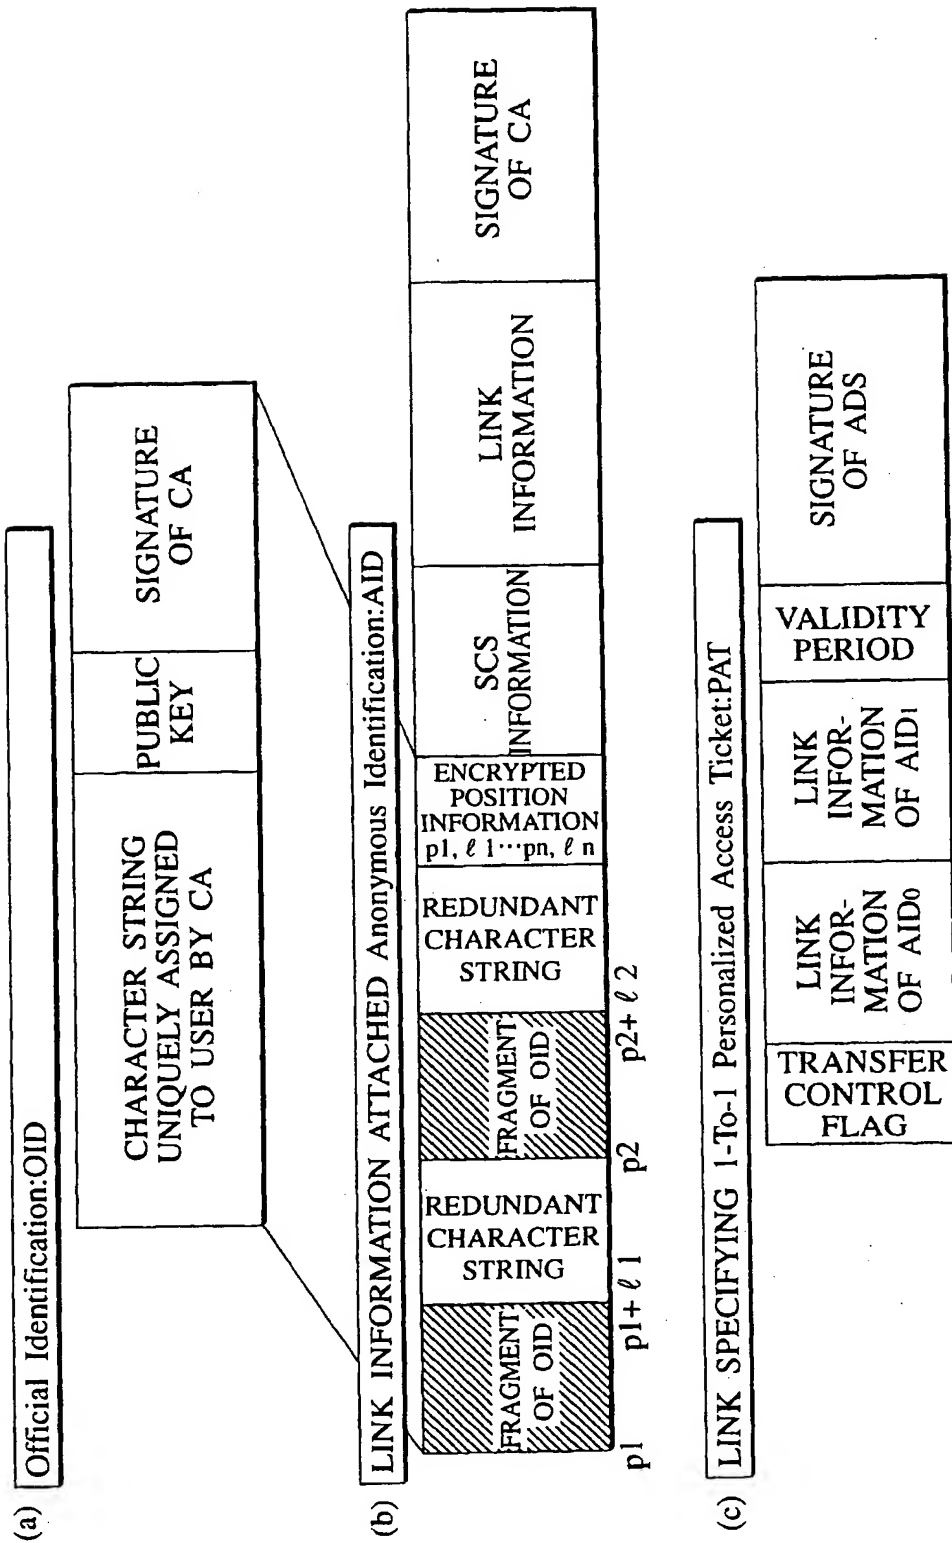 (a)
Official Identification:OID
CHARACTER STRING
UNIQUELY ASSIGNED
TO USER BY CA
PUBLIC
KEY
SIGNATURE
OF CA
(b)
LINK INFORMATION ATTACHED Anonymous Identification:AID
FRAGMENT
OF OID
REDUNDANT
CHARACTER
STRING
FRAGMENT
OF OID
REDUNDANT
CHARACTER
STRING
ENCRYPTED
POSITION
INFORMATION
p1, ℓ 1···pn, ℓ n
SCS
INFORMATION
LINK
INFORMATION
SIGNATURE
OF CA
p1
p1+ ℓ 1
p2
p2+ ℓ 2
(c)
LINK SPECIFYING 1-To-1 Personalized Access Ticket:PAT
TRANSFER
CONTROL
FLAG
LINK
INFOR-
MATION
OF AID0
LINK
INFOR-
MATION
OF AID1
VALIDITY
PERIOD
SIGNATURE
OF ADS